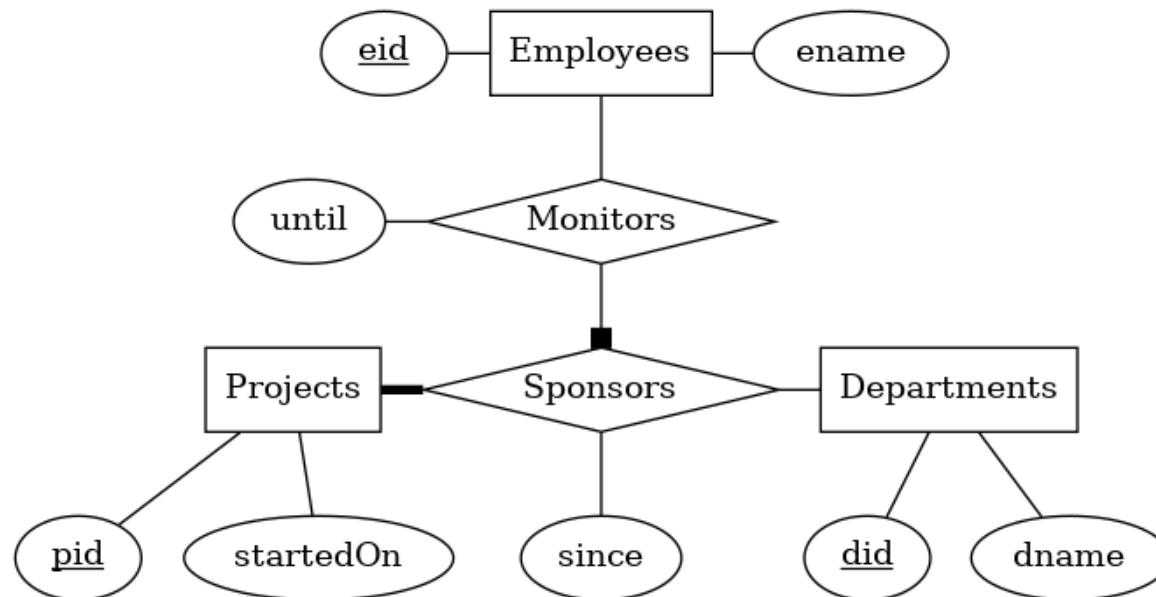 eid
Employees
ename
until
Monitors
Projects
Sponsors
Departments
pid
startedOn
since
did
dname